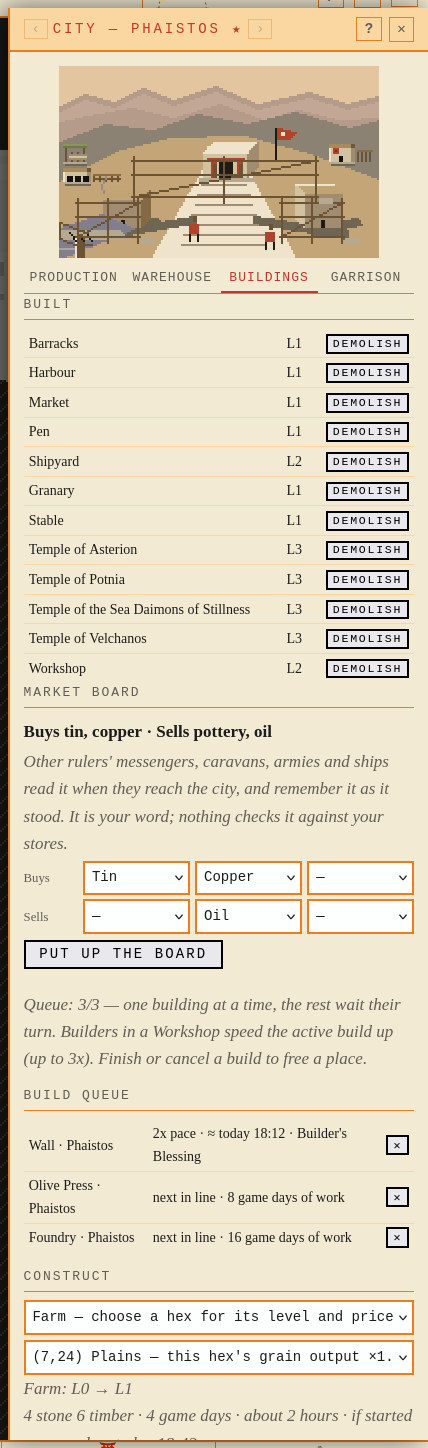 ‹ CITY — PHAISTOS ★ › ? ×
PRODUCTION WAREHOUSE BUILDINGS GARRISON
BUILT
Barracks L1 DEMOLISH
Harbour L1 DEMOLISH
Market L1 DEMOLISH
Pen L1 DEMOLISH
Shipyard L2 DEMOLISH
Granary L1 DEMOLISH
Stable L1 DEMOLISH
Temple of Asterion L3 DEMOLISH
Temple of Potnia L3 DEMOLISH
Temple of the Sea Daimons of Stillness L3 DEMOLISH
Temple of Velchanos L3 DEMOLISH
Workshop L2 DEMOLISH
MARKET BOARD
Buys tin, copper · Sells pottery, oil
Other rulers' messengers, caravans, armies and ships
read it when they reach the city, and remember it as it
stood. It is your word; nothing checks it against your
stores.
Buys Tin Copper —
Sells — Oil —
PUT UP THE BOARD
Queue: 3/3 — one building at a time, the rest wait their
turn. Builders in a Workshop speed the active build up
(up to 3x). Finish or cancel a build to free a place.
BUILD QUEUE
Wall · Phaistos 2x pace · ≈ today 18:12 · Builder's
Blessing ×
Olive Press ·
Phaistos next in line · 8 game days of work ×
Foundry · Phaistos next in line · 16 game days of work ×
CONSTRUCT
Farm — choose a hex for its level and price
(7,24) Plains — this hex's grain output ×1.
Farm: L0 → L1
4 stone 6 timber · 4 game days · about 2 hours · if started